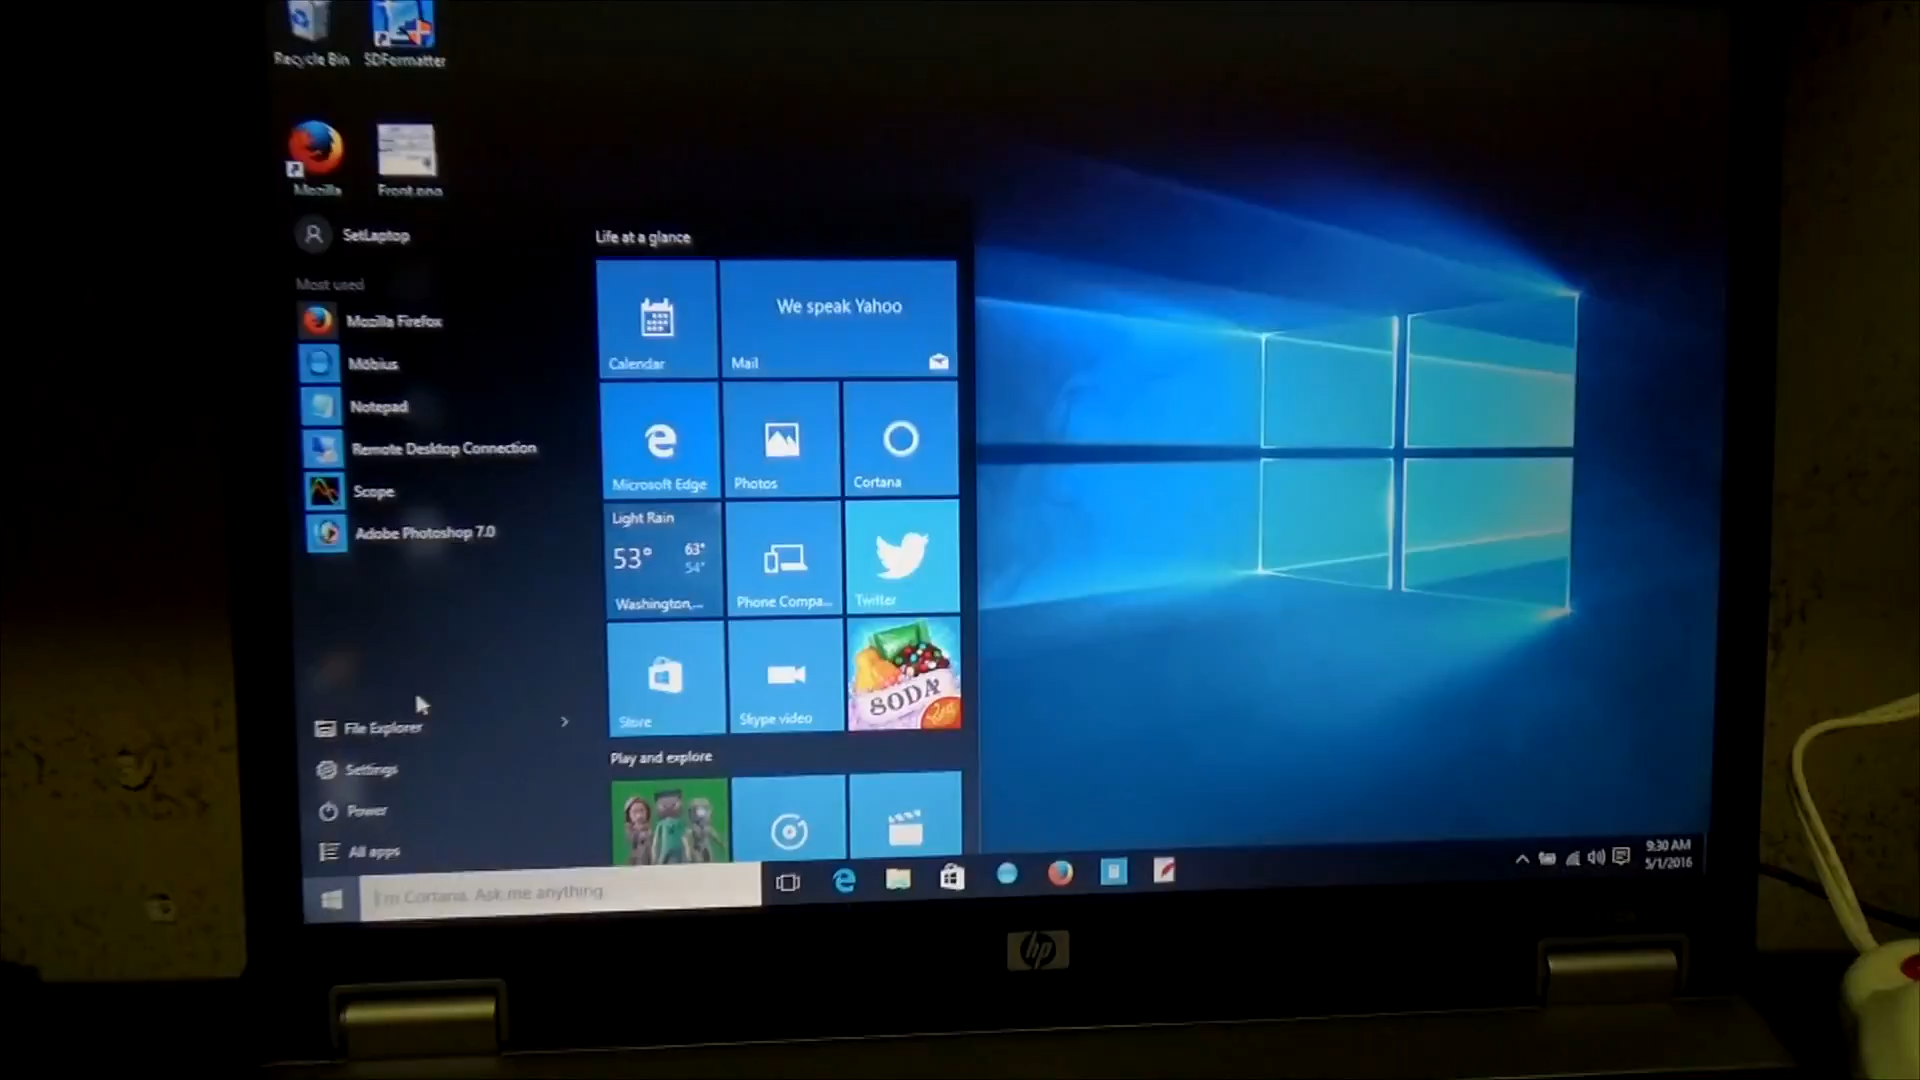 Recycle Bin
SDFormatter
Mozilla
Front.png
SetLaptop
Most used
Mozilla Firefox
Möbius
Notepad
Remote Desktop Connection
Scope
Adobe Photoshop 7.0
File Explorer
Settings
Power
All apps
I'm Cortana. Ask me anything.
Life at a glance
Calendar
We speak Yahoo
Mail
Microsoft Edge
Photos
Cortana
Light Rain
53°
63°
54°
Washington,...
Phone Compa...
Twitter
Store
Skype video
SODA
Play and explore
9:30 AM
5/1/2016
hp